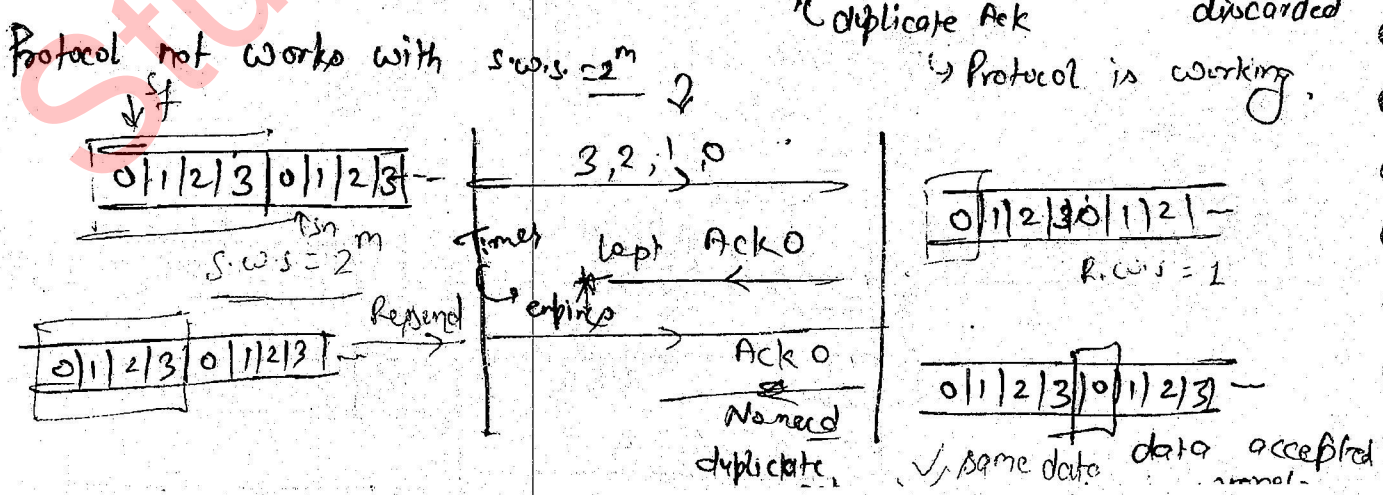 duplicate Ack discarded
Protocol not works with s.w.s. = 2^m
↳ Protocol is working.
Sf
0|1|2|3|0|1|2|3|--
3, 2, 1, 0
0|1|2|3|0|1|2|--
Sn
S.w.s = 2^m
Timer
↳ expires
lost Ack 0
R.w.s = 1
0|1|2|3|0|1|2|3|--
Resend
Ack 0
0|1|2|3|0|1|2|3|--
No need
duplicate
same data data accepted
Stu